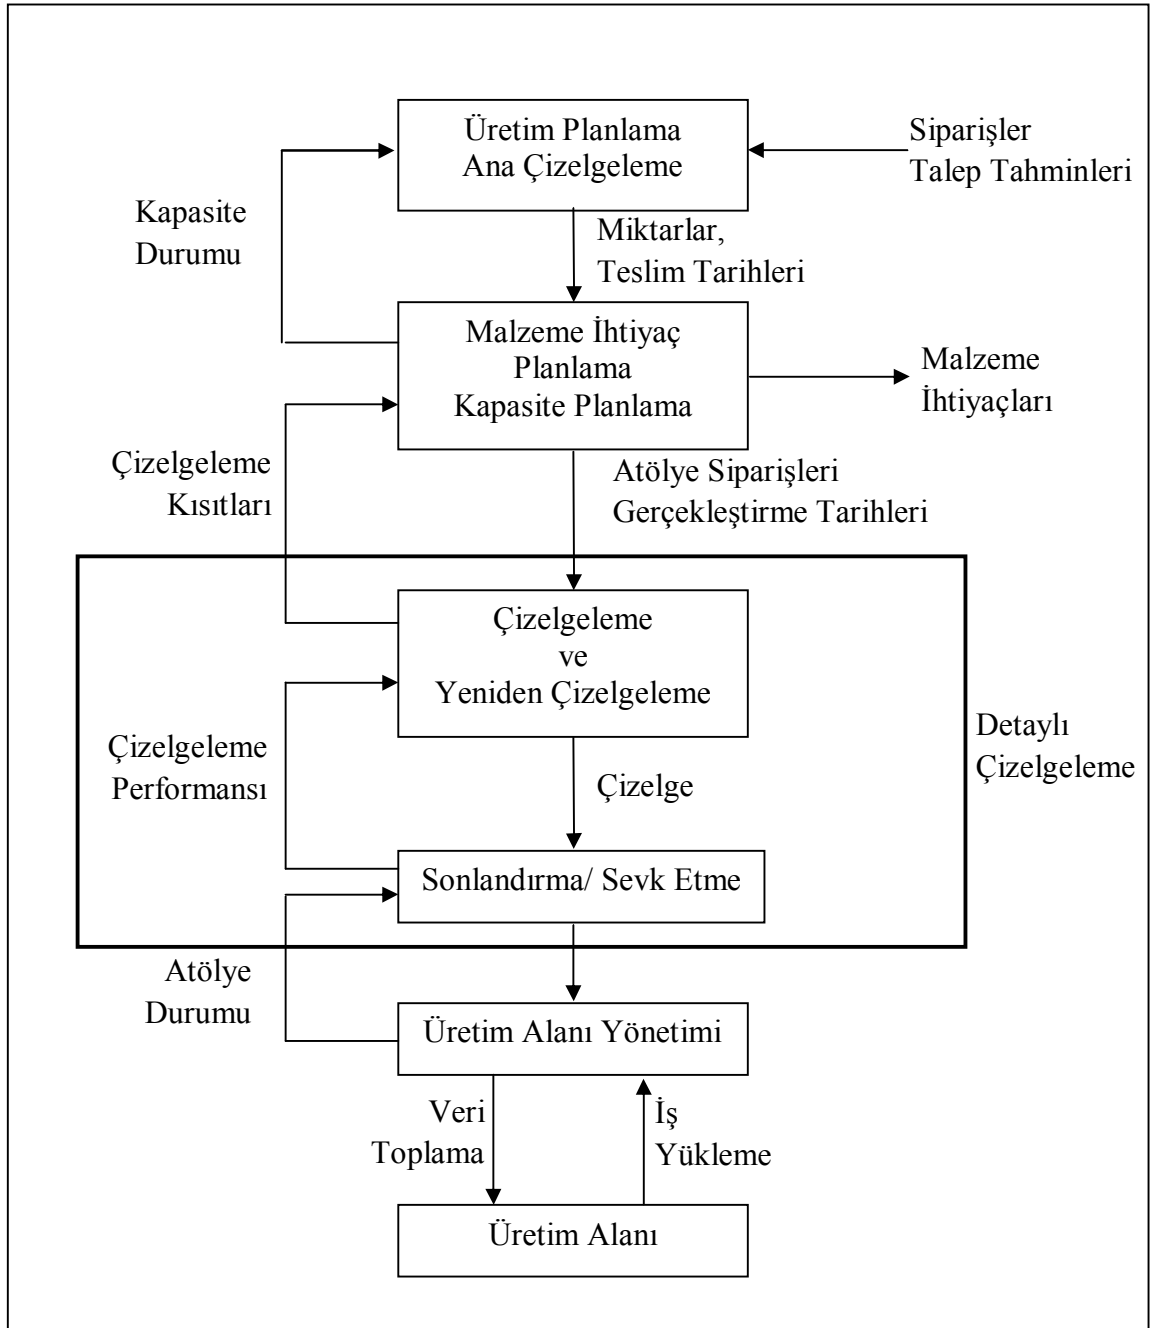 Üretim Planlama
Ana Çizelgeleme
Siparişler
Talep Tahminleri
Kapasite
Durumu
Miktarlar,
Teslim Tarihleri
Malzeme İhtiyaç
Planlama
Kapasite Planlama
Malzeme
İhtiyaçları
Çizelgeleme
Kısıtları
Atölye Siparişleri
Gerçekleştirme Tarihleri
Çizelgeleme
ve
Yeniden Çizelgeleme
Detaylı
Çizelgeleme
Çizelgeleme
Performansı
Çizelge
Sonlandırma/ Sevk Etme
Atölye
Durumu
Üretim Alanı Yönetimi
Veri
Toplama
İş
Yükleme
Üretim Alanı